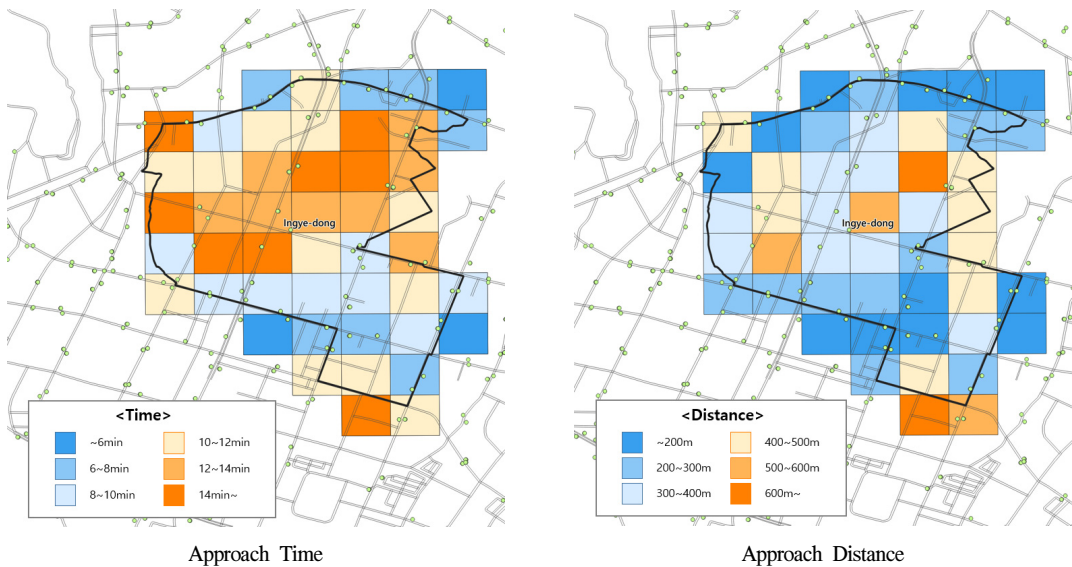 Ingye-dong
<Time>
~6min
10~12min
6~8min
12~14min
8~10min
14min~
Approach Time
Ingye-dong
<Distance>
~200m
400~500m
200~300m
500~600m
300~400m
600m~
Approach Distance